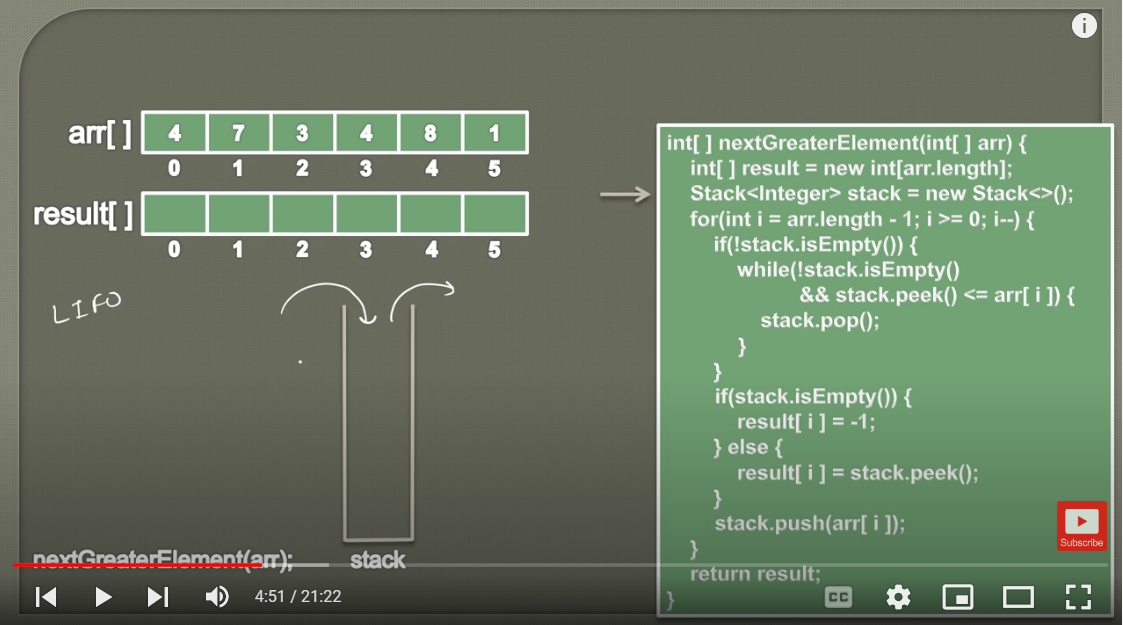 arr[ ] 4 7 3 4 8 1
0 1 2 3 4 5
result[ ]
0 1 2 3 4 5
LIFO
nextGreaterElement(arr);
stack
int[ ] nextGreaterElement(int[ ] arr) {
int[ ] result = new int[arr.length];
Stack<Integer> stack = new Stack<>();
for(int i = arr.length - 1; i >= 0; i--) {
if(!stack.isEmpty()) {
while(!stack.isEmpty()
&& stack.peek() <= arr[ i ]) {
stack.pop();
}
}
if(stack.isEmpty()) {
result[ i ] = -1;
} else {
result[ i ] = stack.peek();
}
stack.push(arr[ i ]);
}
return result;
}
i
Subscribe
4:51 / 21:22
CC